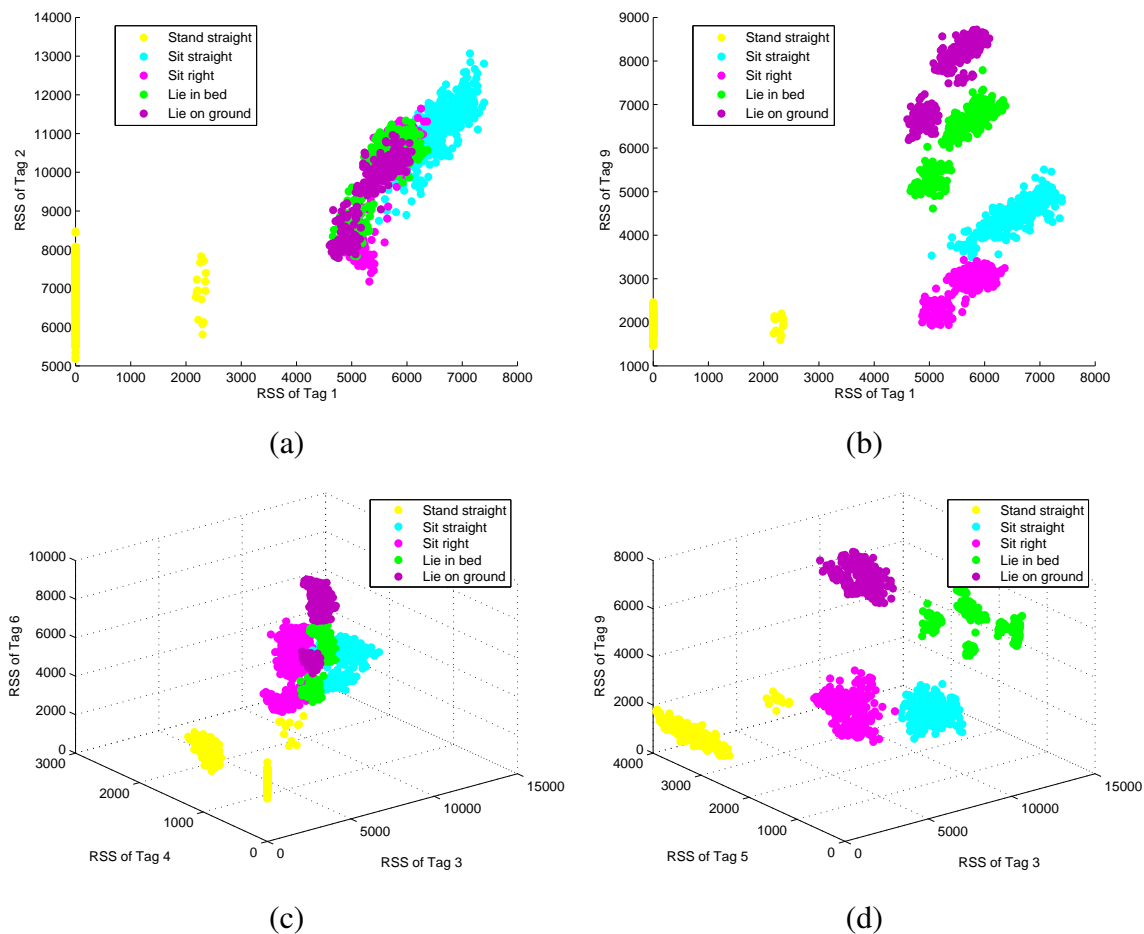 14000
13000
12000
11000
10000
9000
8000
7000
6000
5000
0 1000 2000 3000 4000 5000 6000 7000 8000
RSS of Tag 2
RSS of Tag 1
Stand straight
Sit straight
Sit right
Lie in bed
Lie on ground
(a)
9000
8000
7000
6000
5000
4000
3000
2000
1000
0 1000 2000 3000 4000 5000 6000 7000 8000
RSS of Tag 9
RSS of Tag 1
Stand straight
Sit straight
Sit right
Lie in bed
Lie on ground
(b)
10000
8000
6000
4000
2000
0
3000
2000
1000
0
0
5000
10000
15000
RSS of Tag 6
RSS of Tag 4
RSS of Tag 3
Stand straight
Sit straight
Sit right
Lie in bed
Lie on ground
(c)
8000
6000
4000
2000
0
4000
3000
2000
1000
0
0
5000
10000
15000
RSS of Tag 9
RSS of Tag 5
RSS of Tag 3
Stand straight
Sit straight
Sit right
Lie in bed
Lie on ground
(d)